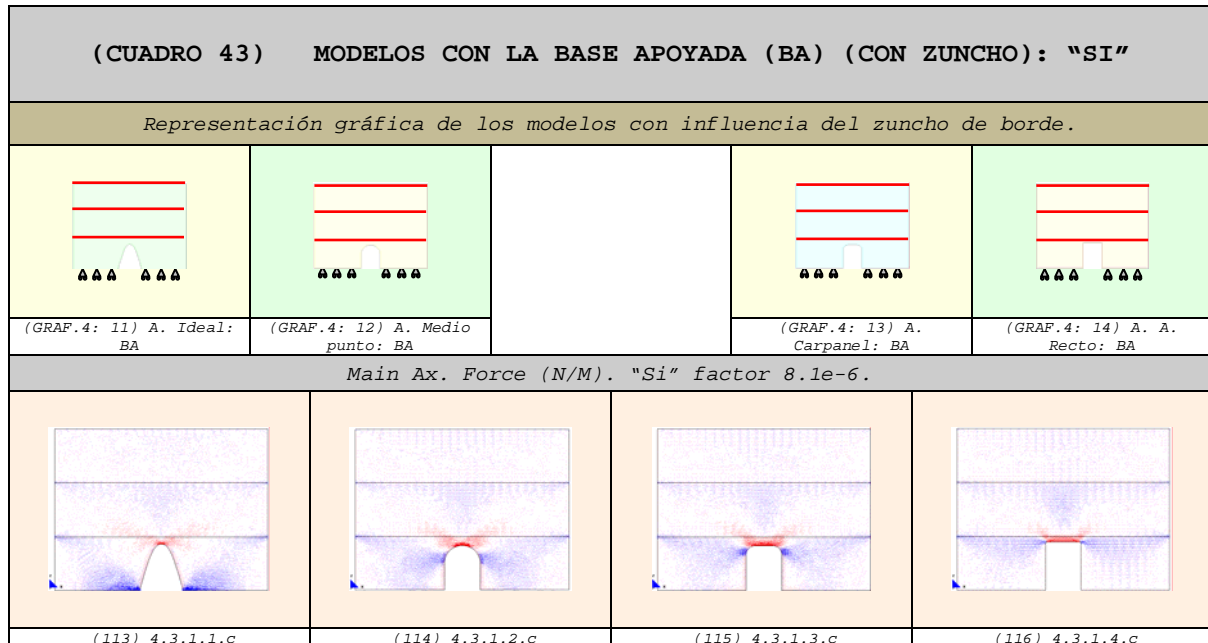 (CUADRO 43) MODELOS CON LA BASE APOYADA (BA) (CON ZUNCHO): “SI”
Representación gráfica de los modelos con influencia del zuncho de borde.
(GRAF.4: 11) A. Ideal:
BA
(GRAF.4: 12) A. Medio
punto: BA
(GRAF.4: 13) A.
Carpanel: BA
(GRAF.4: 14) A. A.
Recto: BA
Main Ax. Force (N/M). “Si” factor 8.1e-6.
(113) 4.3.1.1.c
(114) 4.3.1.2.c
(115) 4.3.1.3.c
(116) 4.3.1.4.c